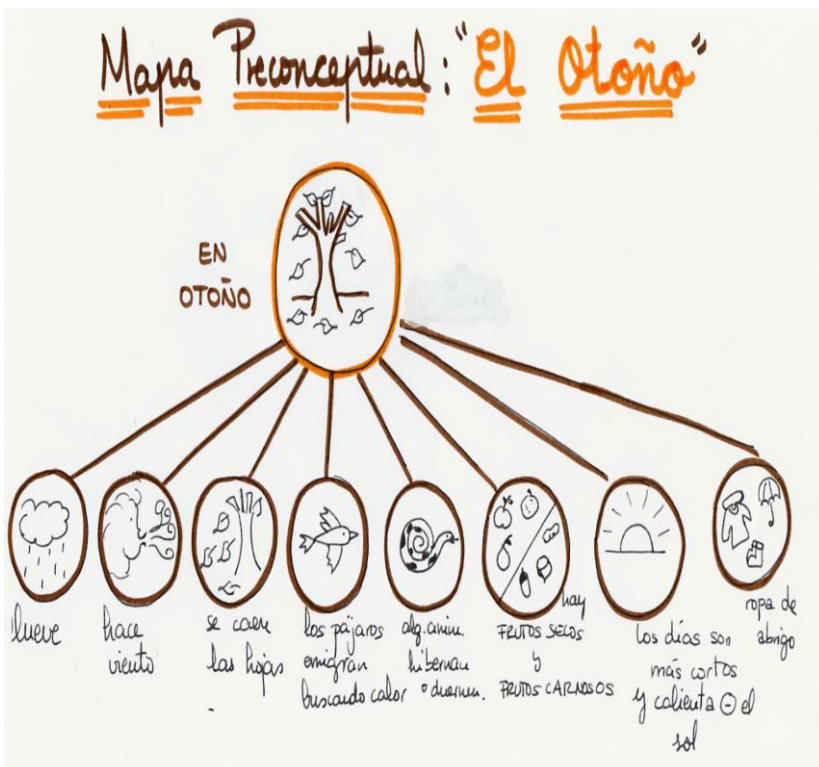 Mapa Preconceptual: "El Otoño"
EN
OTOÑO
llueve
hace
viento
se caen
las hojas
los pájaros
emigran
buscando calor
alg. anim.
hibernan
o duermen.
hay
FRUTOS SECOS
y
FRUTOS CARNOSOS
los días son
más cortos
y calienta ⊖ el
sol
ropa de
abrigo